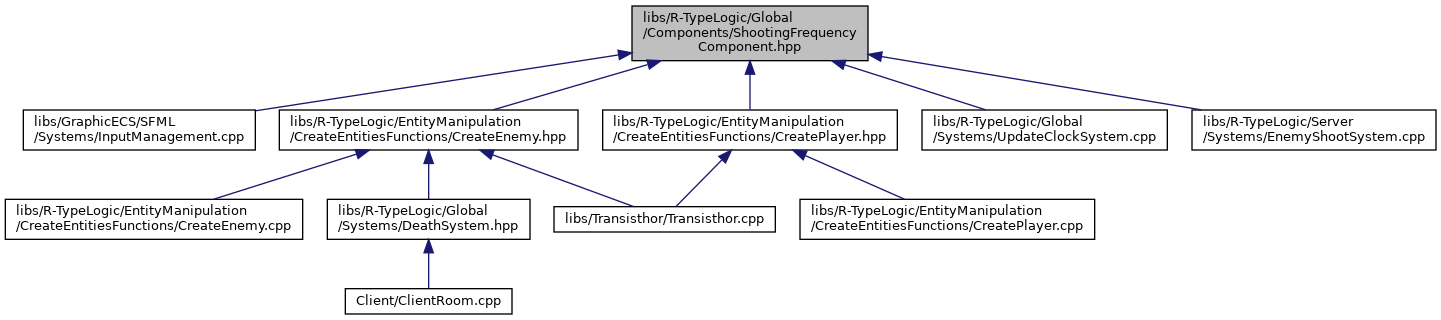 libs/R-TypeLogic/Global
/Components/ShootingFrequency
Component.hpp
libs/GraphicECS/SFML
/Systems/InputManagement.cpp
libs/R-TypeLogic/EntityManipulation
/CreateEntitiesFunctions/CreateEnemy.hpp
libs/R-TypeLogic/EntityManipulation
/CreateEntitiesFunctions/CreatePlayer.hpp
libs/R-TypeLogic/Global
/Systems/UpdateClockSystem.cpp
libs/R-TypeLogic/Server
/Systems/EnemyShootSystem.cpp
libs/R-TypeLogic/EntityManipulation
/CreateEntitiesFunctions/CreateEnemy.cpp
libs/R-TypeLogic/Global
/Systems/DeathSystem.hpp
libs/Transisthor/Transisthor.cpp
libs/R-TypeLogic/EntityManipulation
/CreateEntitiesFunctions/CreatePlayer.cpp
Client/ClientRoom.cpp